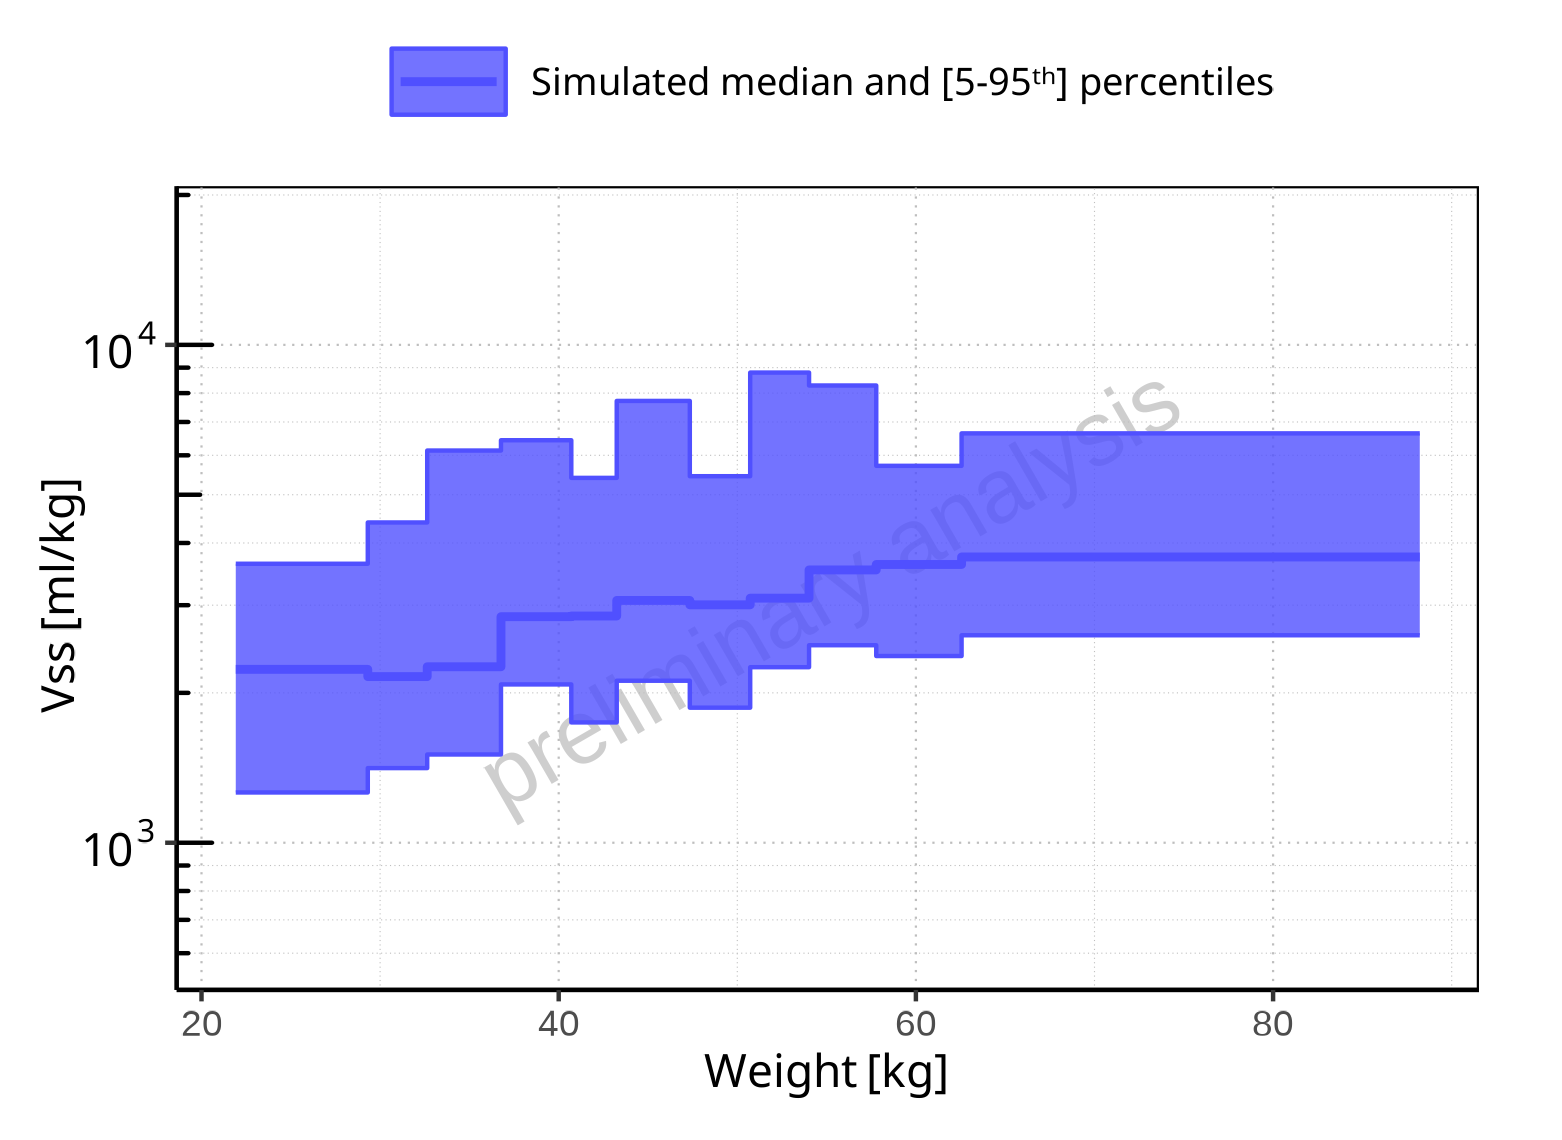 Simulated median and [5-95th] percentiles
10^4
10^3
Vss [ml/kg]
preliminary analysis
20 40 60 80
Weight [kg]